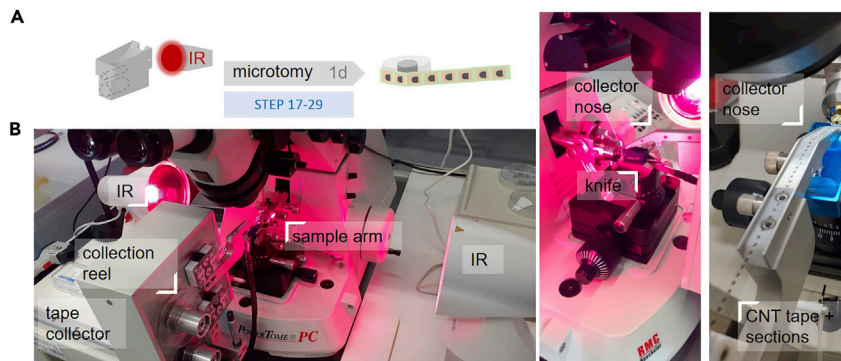 A
IR
microtomy 1d
STEP 17-29
B
IR
collection
reel
tape
collector
sample arm
IR
POWERTOME PC
collector
nose
knife
RMC
collector
nose
CNT tape +
sections